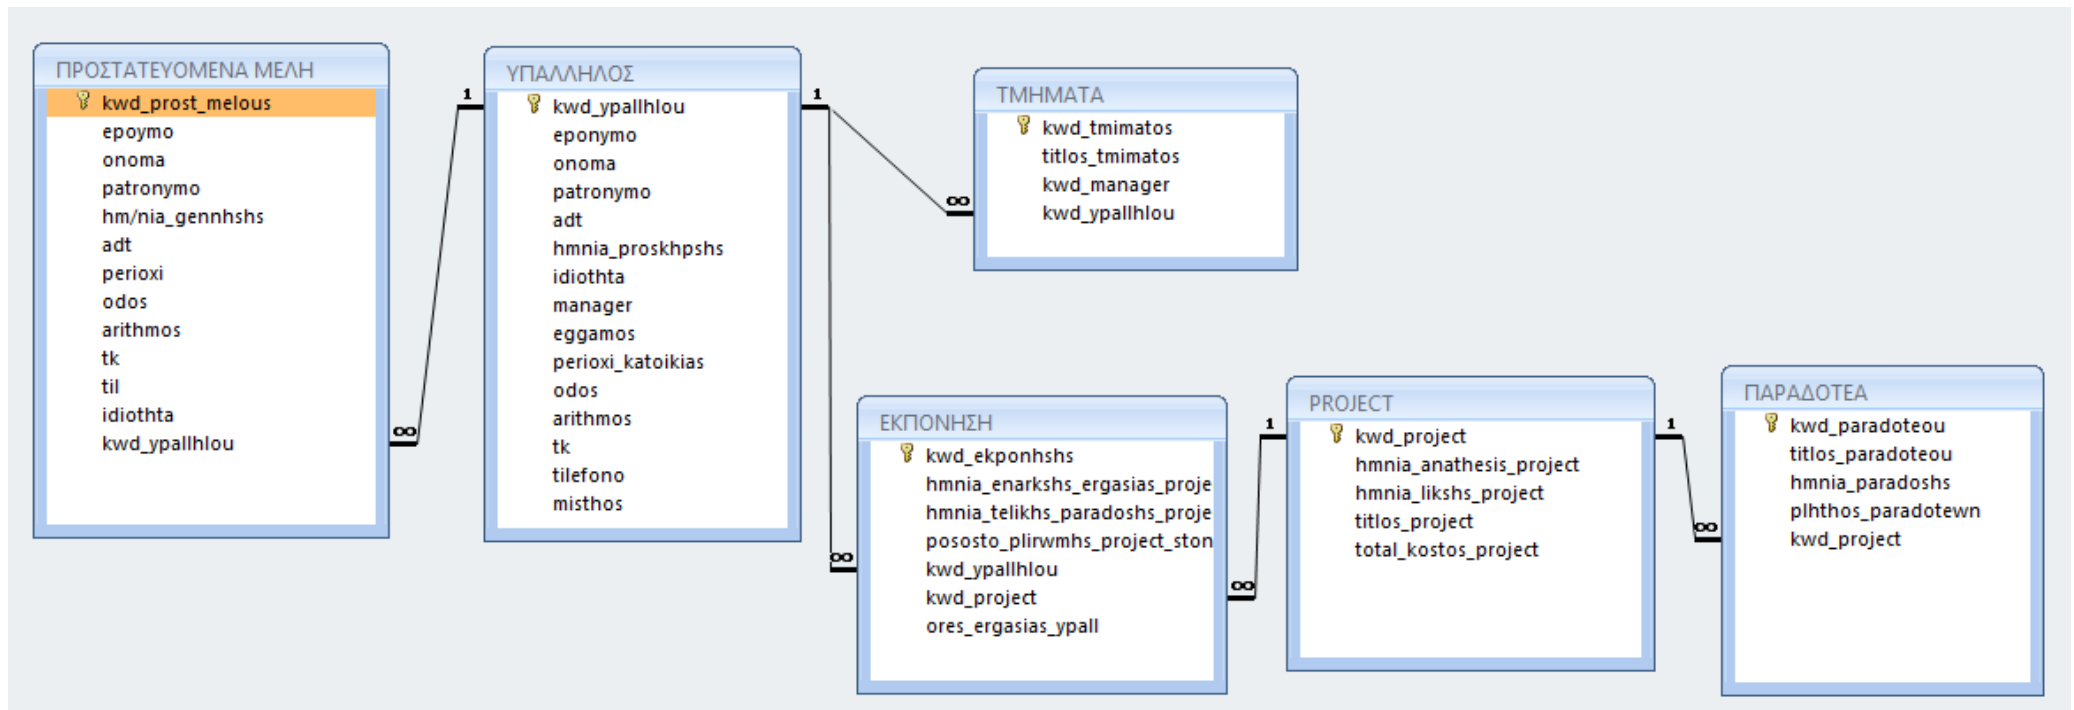 ΠΡΟΣΤΑΤΕΥΟΜΕΝΑ ΜΕΛΗ
kwd_prost_melous
epoymo
onoma
patronymo
hm/nia_gennhshs
adt
perioxi
odos
arithmos
tk
til
idiothta
kwd_ypallhlou
1
∞
ΥΠΑΛΛΗΛΟΣ
kwd_ypallhlou
eponymo
onoma
patronymo
adt
hmnia_proskhpshs
idiothta
manager
eggamos
perioxi_katoikias
odos
arithmos
tk
tilefono
misthos
1
∞
∞
ΤΜΗΜΑΤΑ
kwd_tmimatos
titlos_tmimatos
kwd_manager
kwd_ypallhlou
ΕΚΠΟΝΗΣΗ
kwd_ekponhshs
hmnia_enarkshs_ergasias_proje
hmnia_telikhs_paradoshs_proje
pososto_plirwmhs_project_ston
kwd_ypallhlou
kwd_project
ores_ergasias_ypall
1
∞
PROJECT
kwd_project
hmnia_anathesis_project
hmnia_likshs_project
titlos_project
total_kostos_project
1
∞
ΠΑΡΑΔΟΤΕΑ
kwd_paradoteou
titlos_paradoteou
hmnia_paradoshs
plhthos_paradotewn
kwd_project